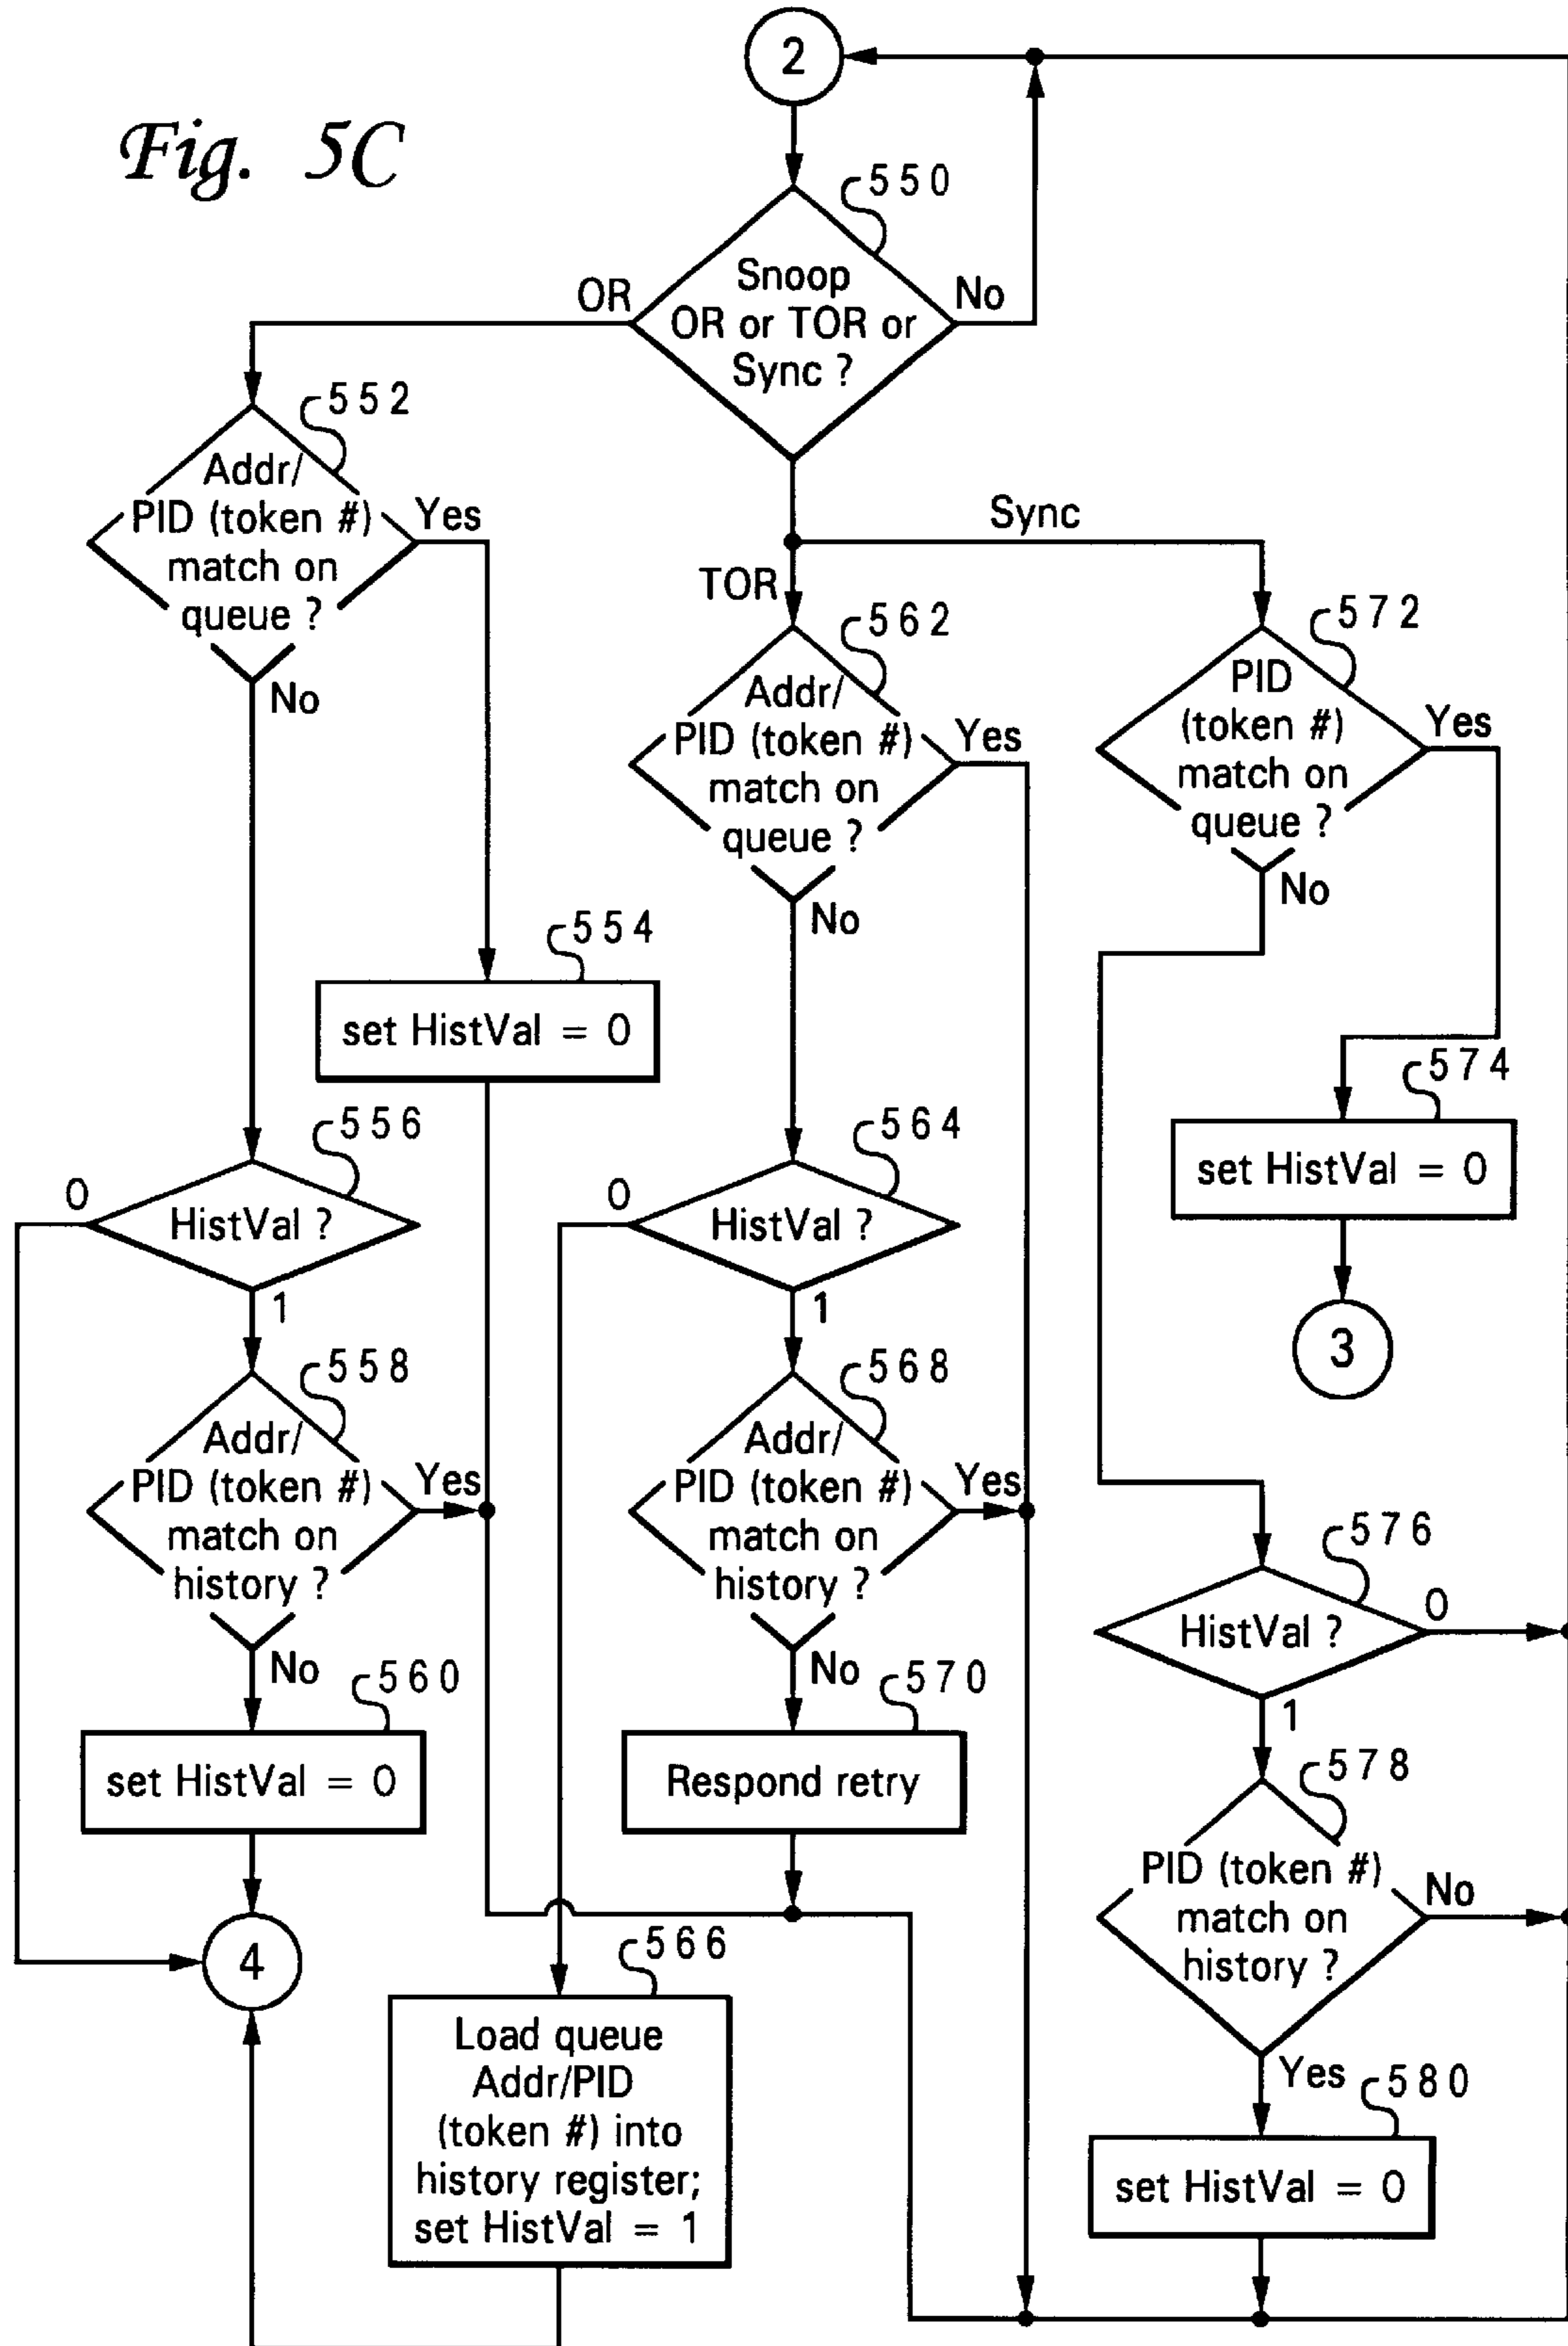 Fig. 5C
2
550
Snoop
OR or TOR or
Sync ?
OR
No
552
Addr/
PID (token #)
match on
queue ?
Yes
No
Sync
TOR
562
Addr/
PID (token #)
match on
queue ?
Yes
No
572
PID
(token #)
match on
queue ?
Yes
No
554
set HistVal = 0
574
set HistVal = 0
3
556
HistVal ?
0
1
564
HistVal ?
0
1
558
Addr/
PID (token #)
match on
history ?
Yes
No
568
Addr/
PID (token #)
match on
history ?
Yes
No
576
HistVal ?
0
1
560
set HistVal = 0
570
Respond retry
578
PID (token #)
match on
history ?
No
Yes
4
566
Load queue
Addr/PID
(token #) into
history register;
set HistVal = 1
580
set HistVal = 0